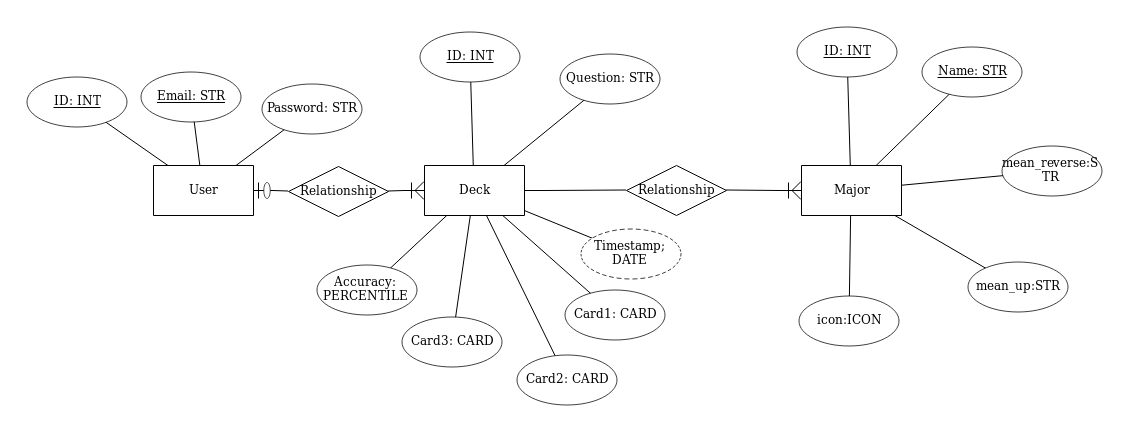 ID: INT
Email: STR
Password: STR
User
Relationship
ID: INT
Question: STR
Deck
Accuracy:
PERCENTILE
Card3: CARD
Card2: CARD
Card1: CARD
Timestamp;
DATE
Relationship
ID: INT
Name: STR
Major
mean_reverse:S
TR
mean_up:STR
icon:ICON